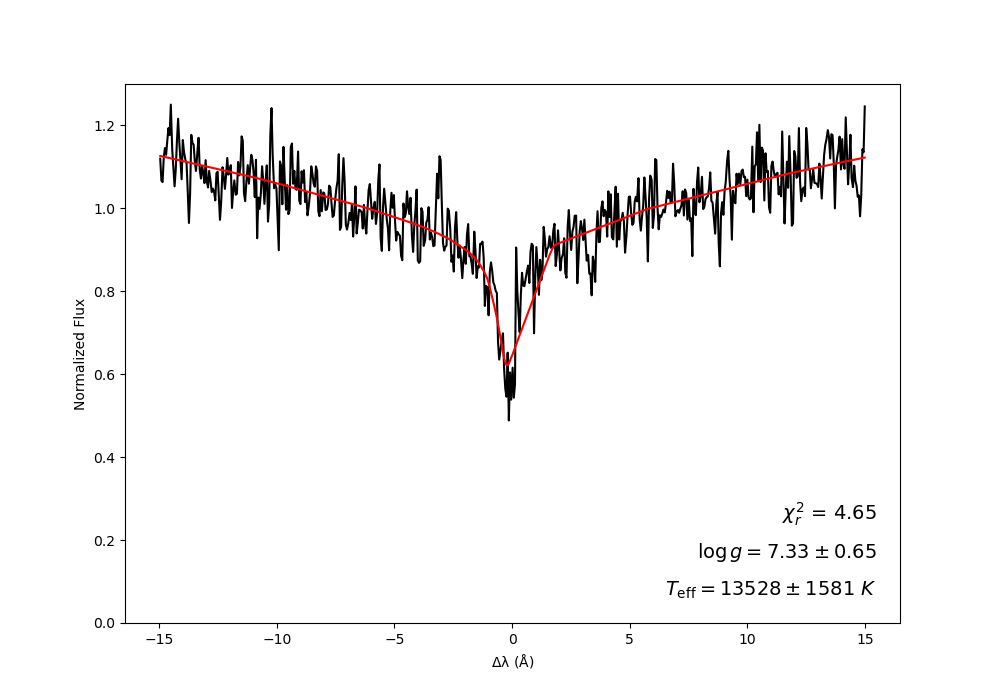 1.2
1.0
0.8
0.6
0.4
0.2
0.0
Normalized Flux
χ²ᵣ = 4.65
log g = 7.33 ± 0.65
T_eff = 13528 ± 1581 K
−15 −10 −5 0 5 10 15
Δλ (Å)